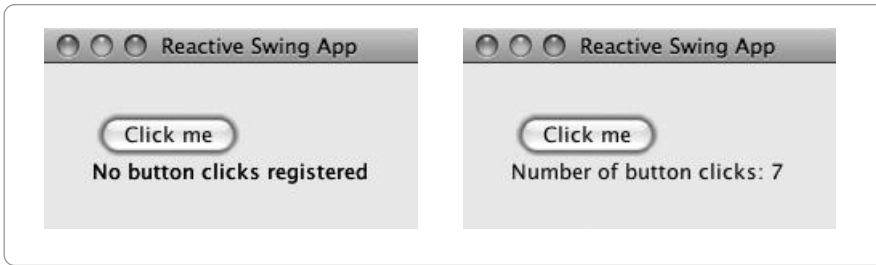 Reactive Swing App
Click me
No button clicks registered
Reactive Swing App
Click me
Number of button clicks: 7